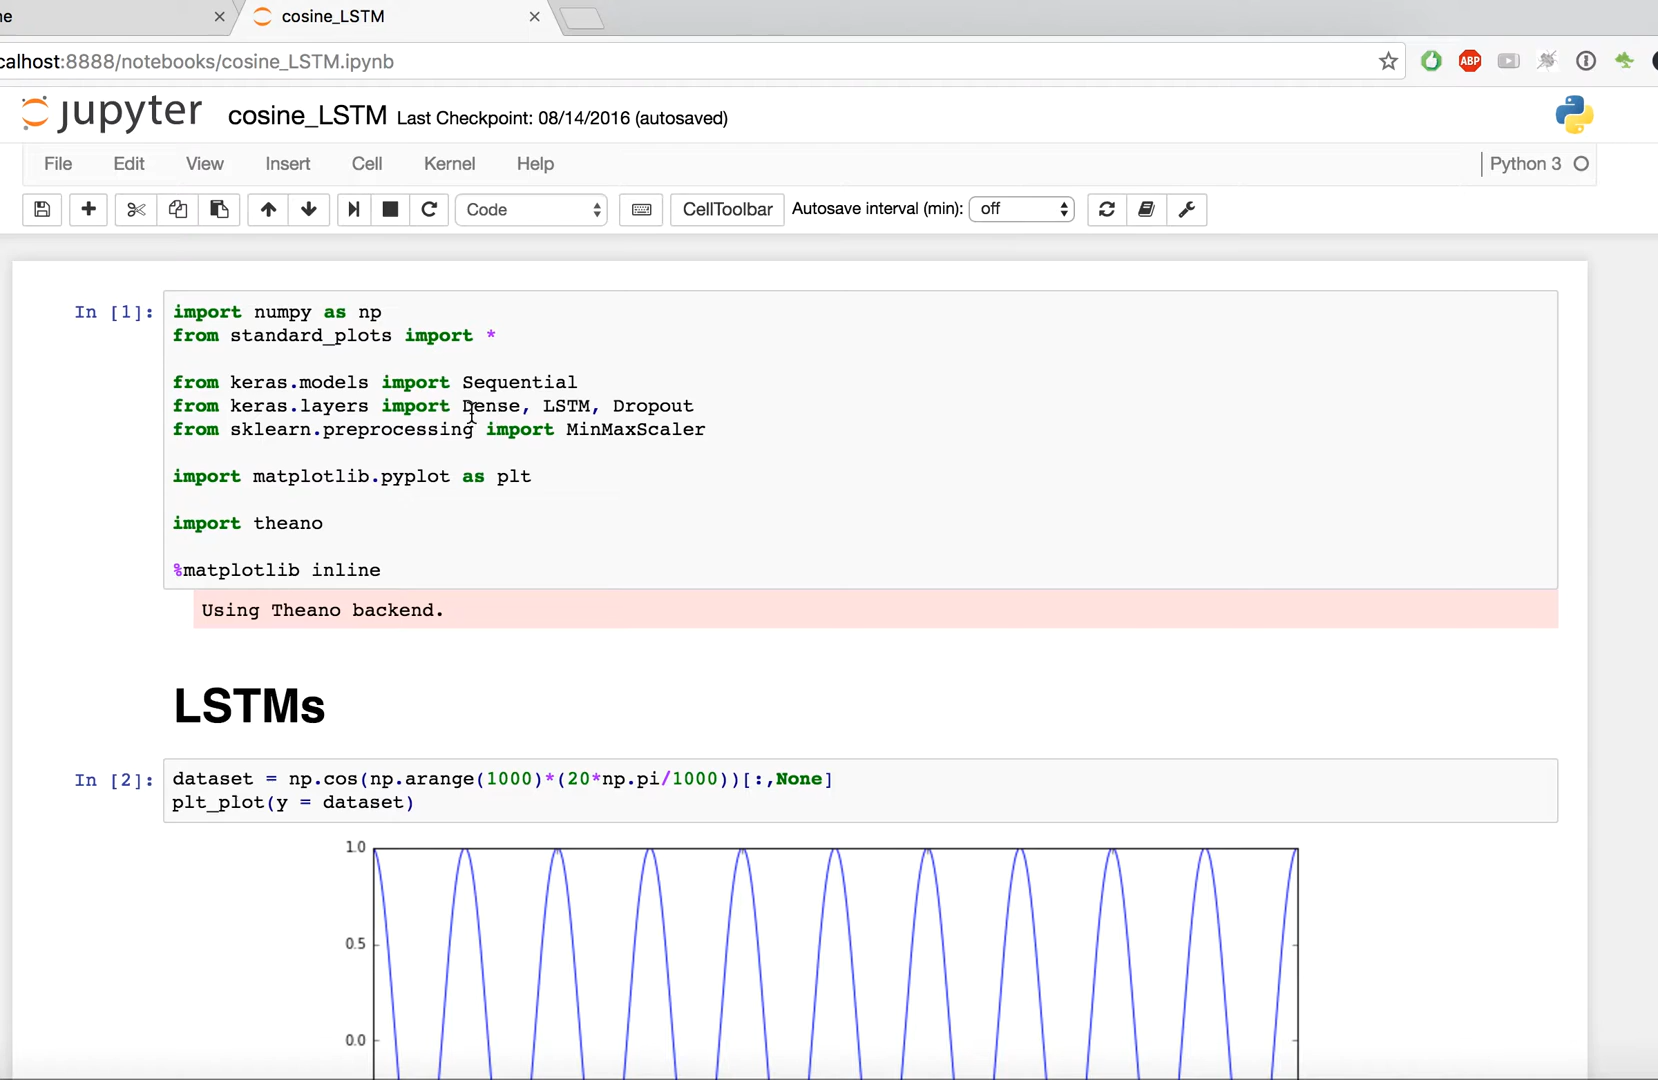 ne
cosine_LSTM
calhost:8888/notebooks/cosine_LSTM.ipynb
ABP
jupyter cosine_LSTM Last Checkpoint: 08/14/2016 (autosaved)
File Edit View Insert Cell Kernel Help
Python 3
Code CellToolbar Autosave interval (min): off
In [1]: import numpy as np
from standard_plots import *
from keras.models import Sequential
from keras.layers import Dense, LSTM, Dropout
from sklearn.preprocessing import MinMaxScaler
import matplotlib.pyplot as plt
import theano
%matplotlib inline
Using Theano backend.
LSTMs
In [2]: dataset = np.cos(np.arange(1000)*(20*np.pi/1000))[:,None]
plt_plot(y = dataset)
1.0
0.5
0.0